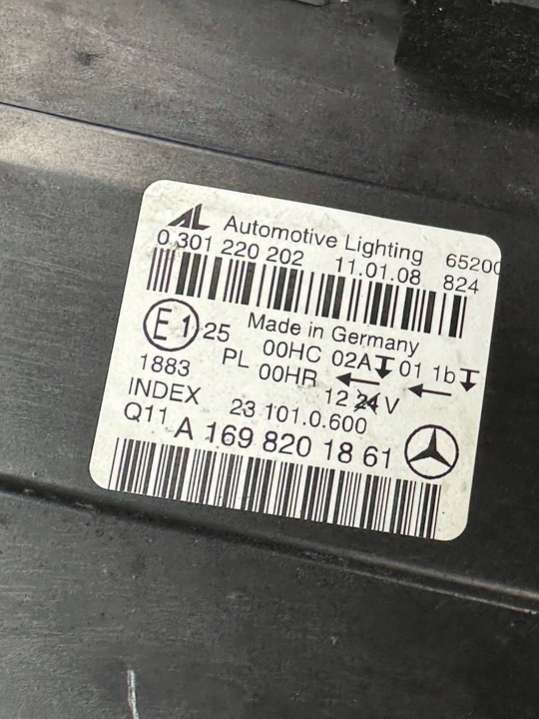 AL Automotive Lighting 6520
0 301 220 202 11.01.08 824
E1 25 Made in Germany
00HC 02A 01 1b
1883 PL 00HR ← ←
INDEX 12 24 V
Q11 23 101.0.600
A 169 820 18 61